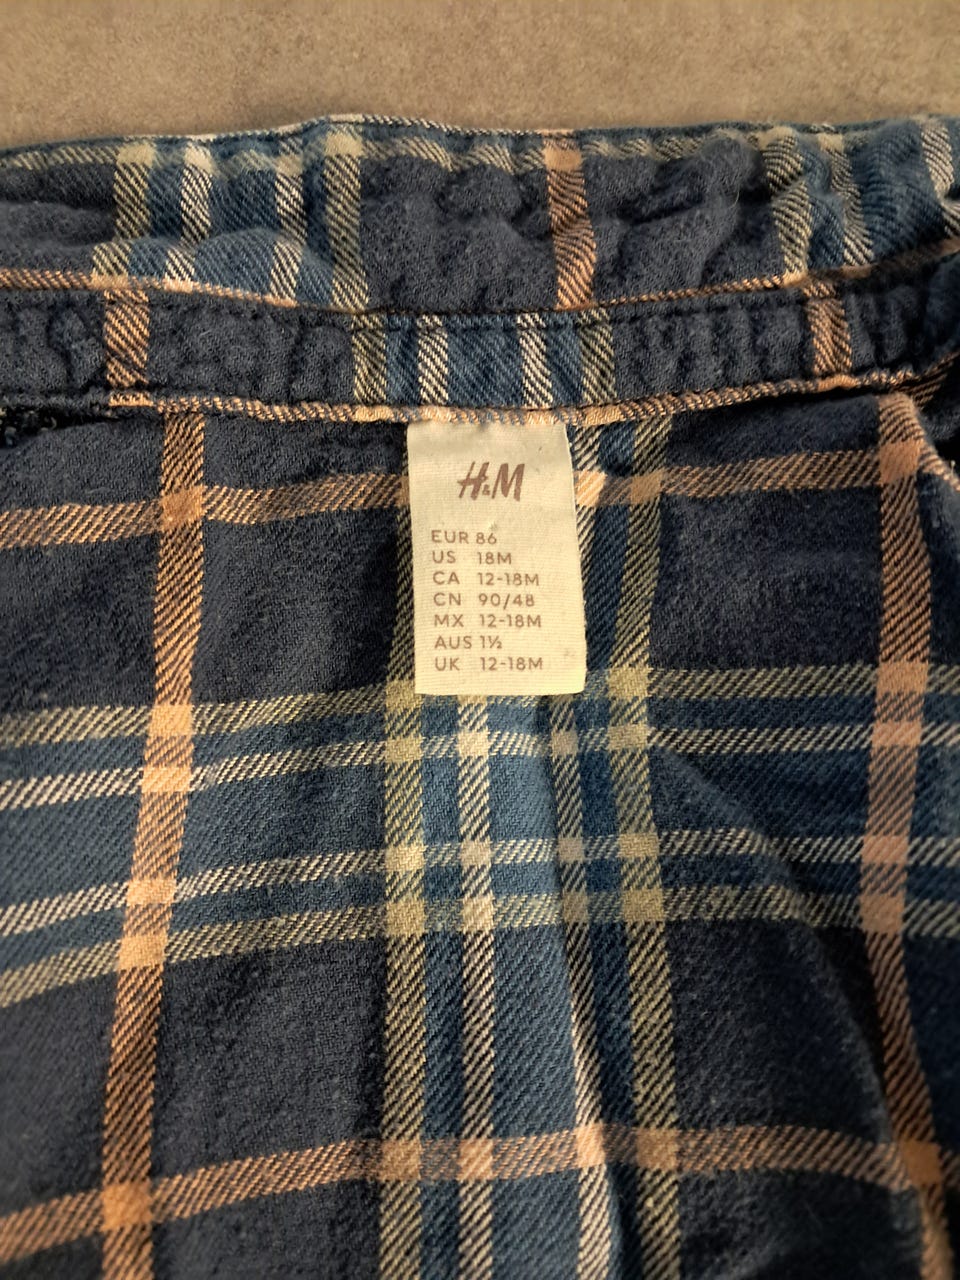 H&M
EUR 86
US 18M
CA 12-18M
CN 90/48
MX 12-18M
AUS 1½
UK 12-18M